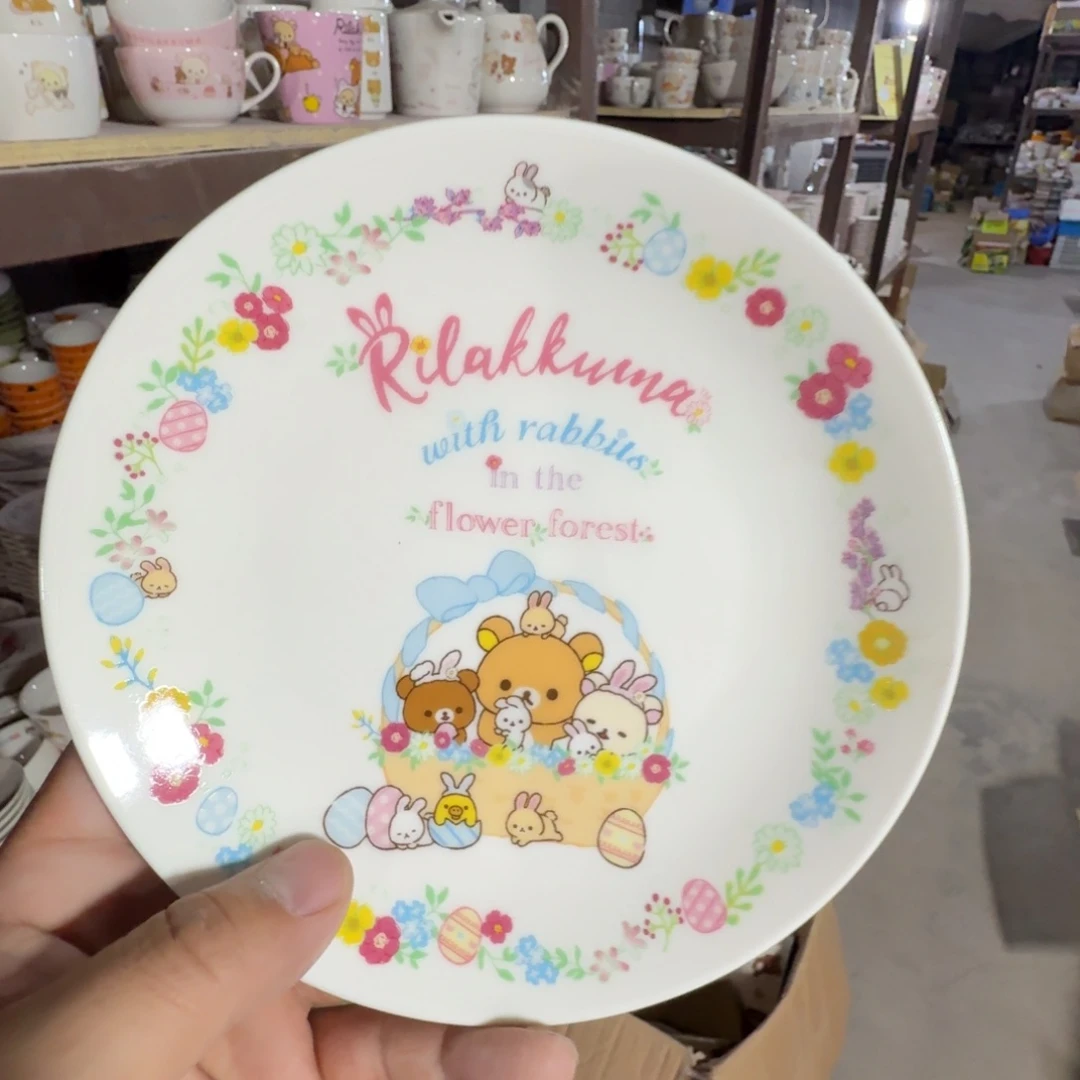 Rilakkuma
with rabbits
in the
flower forest